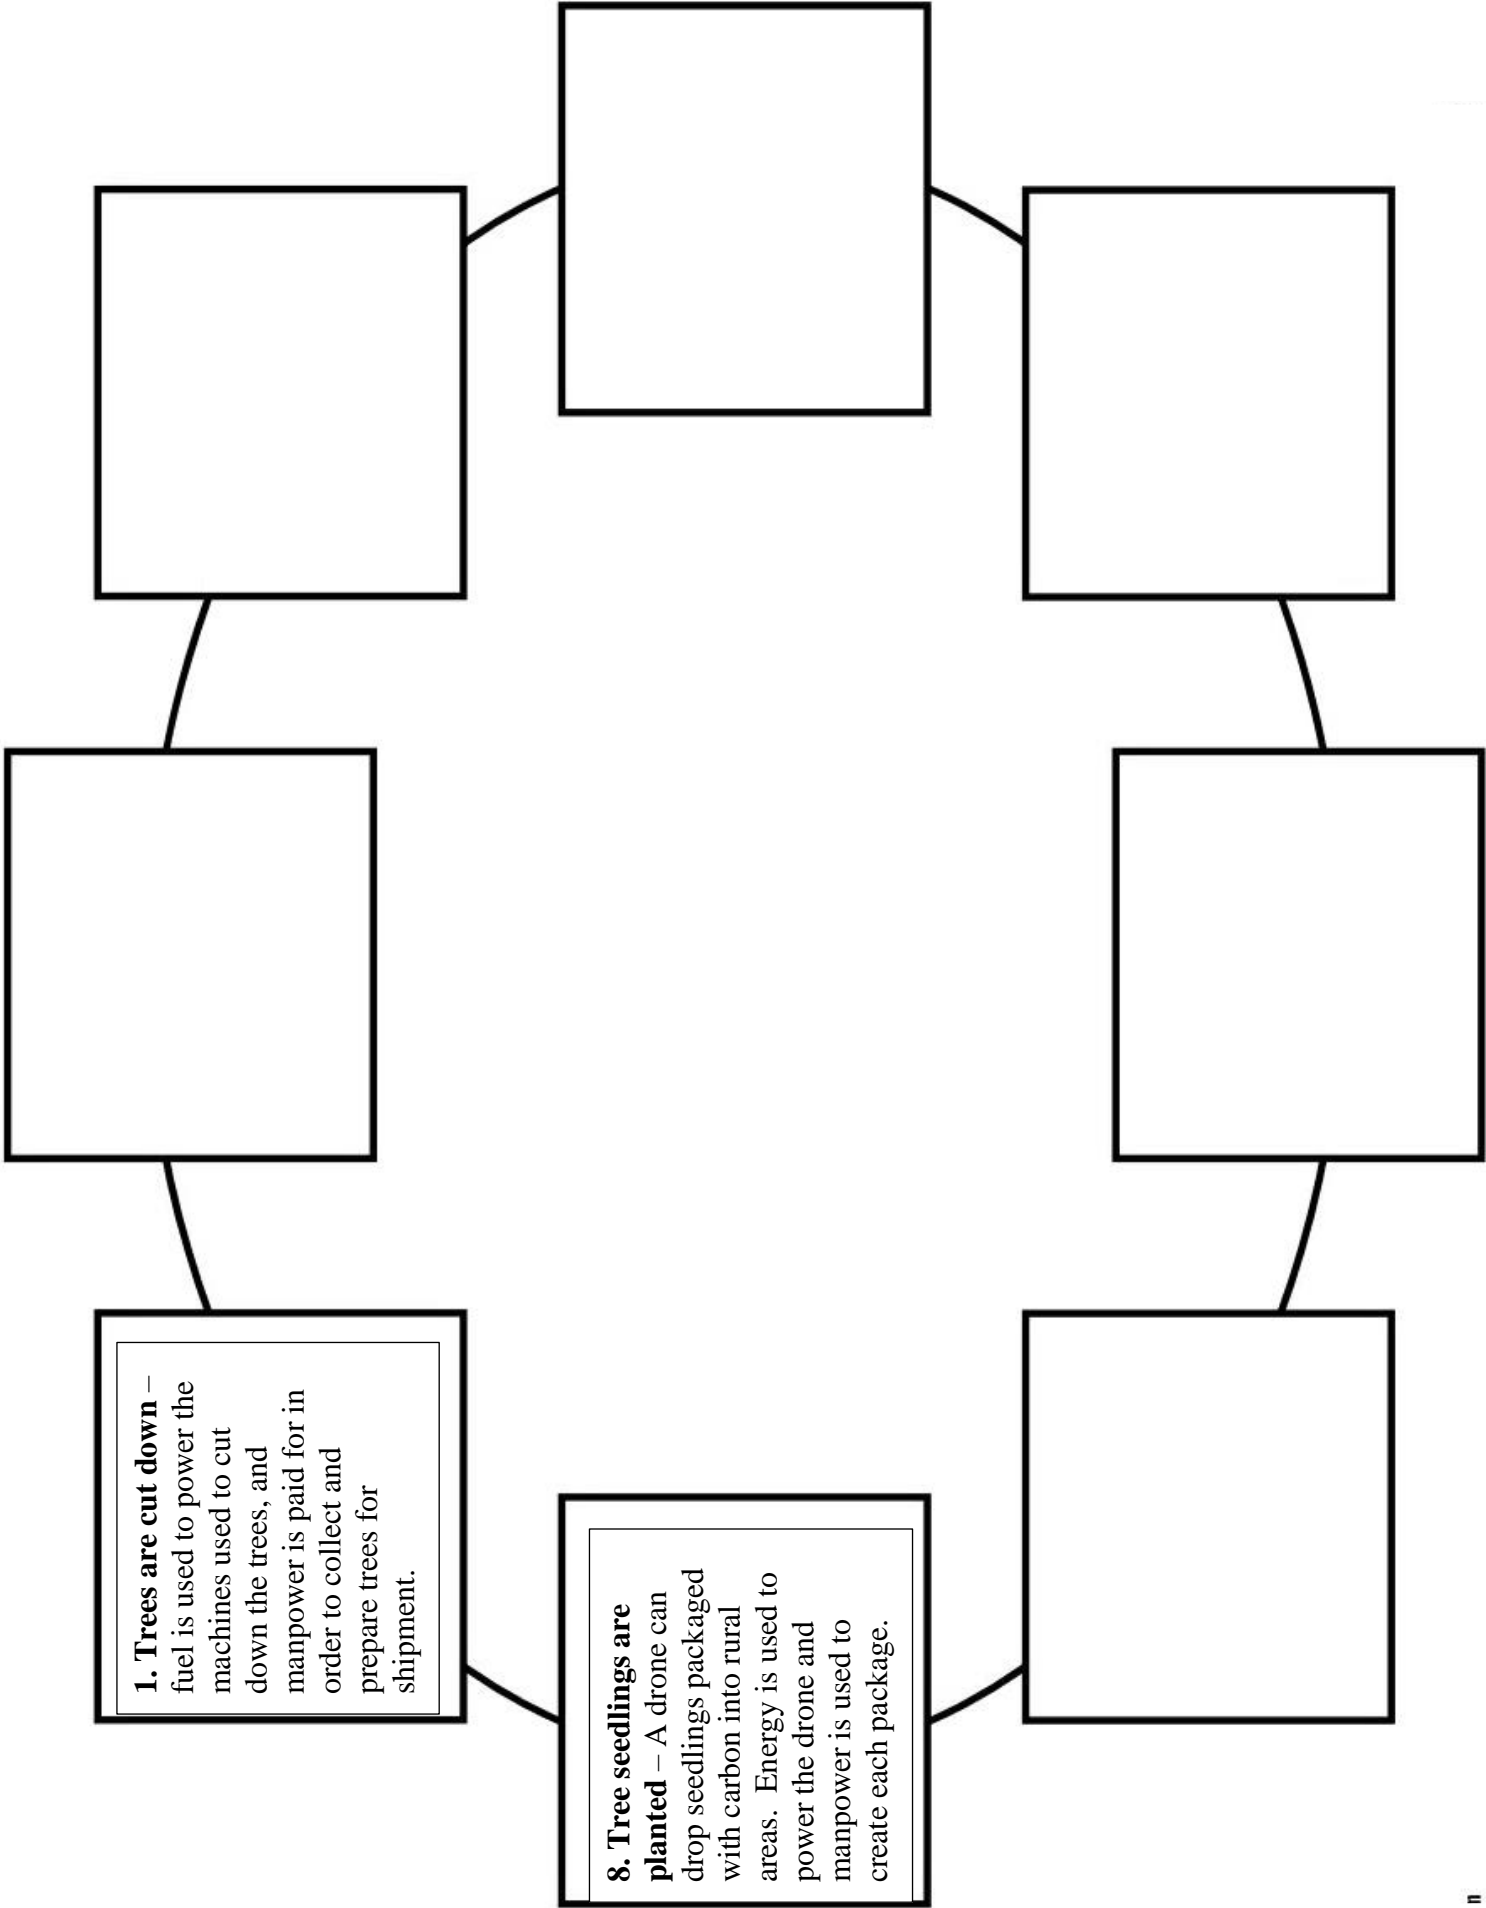 1. Trees are cut down –
fuel is used to power the
machines used to cut
down the trees, and
manpower is paid for in
order to collect and
prepare trees for
shipment.
8. Tree seedlings are
planted – A drone can
drop seedlings packaged
with carbon into rural
areas.  Energy is used to
power the drone and
manpower is used to
create each package.
n